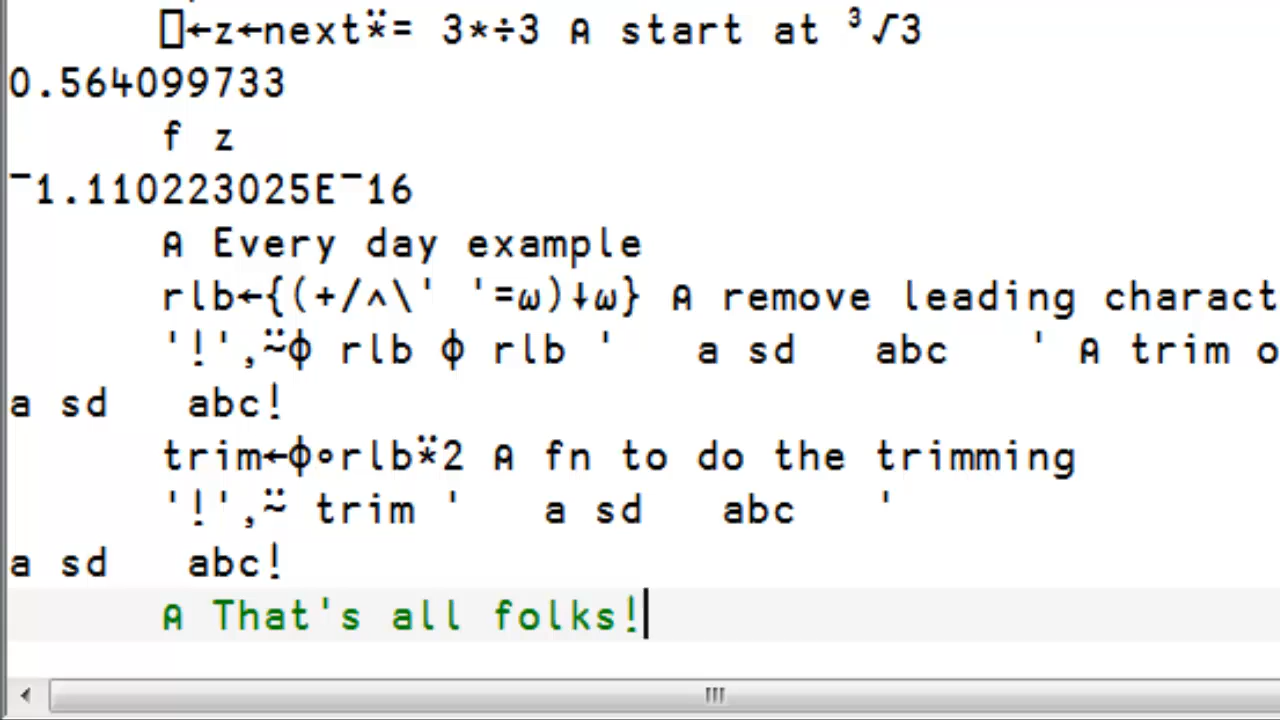 ⎕←z←next⍣= 3*÷3 ⍝ start at ³√3
0.564099733
f z
¯1.110223025E¯16
⍝ Every day example
rlb←{(+/∧\' '=⍵)↓⍵} ⍝ remove leading charact
'!',⍨⌽ rlb ⌽ rlb '   a sd   abc   ' ⍝ trim o
a sd   abc!
trim←⌽∘rlb⍣2 ⍝ fn to do the trimming
'!',⍨ trim '   a sd   abc   '
a sd   abc!
⍝ That's all folks!